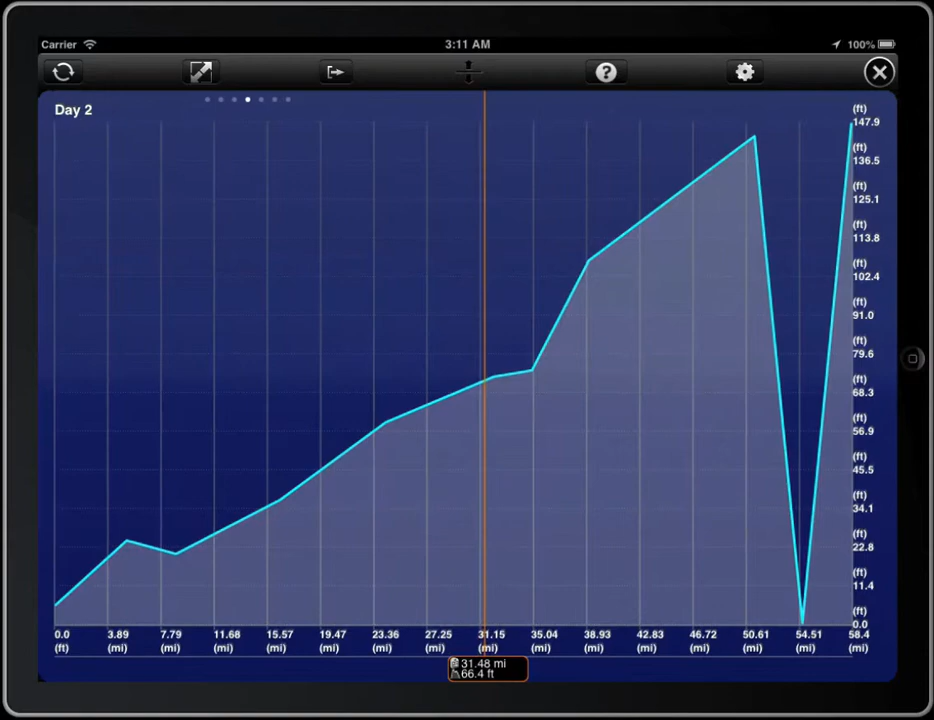 Carrier 3:11 AM 100%
Day 2
(ft)
147.9
(ft)
136.5
(ft)
125.1
(ft)
113.8
(ft)
102.4
(ft)
91.0
(ft)
79.6
(ft)
68.3
(ft)
56.9
(ft)
45.5
(ft)
34.1
(ft)
22.8
(ft)
11.4
(ft)
0.0
0.0 3.89 7.79 11.68 15.57 19.47 23.36 27.25 31.15 35.04 38.93 42.83 46.72 50.61 54.51 58.4
(ft) (mi) (mi) (mi) (mi) (mi) (mi) (mi) (mi) (mi) (mi) (mi) (mi) (mi) (mi) (mi)
31.48 mi
66.4 ft